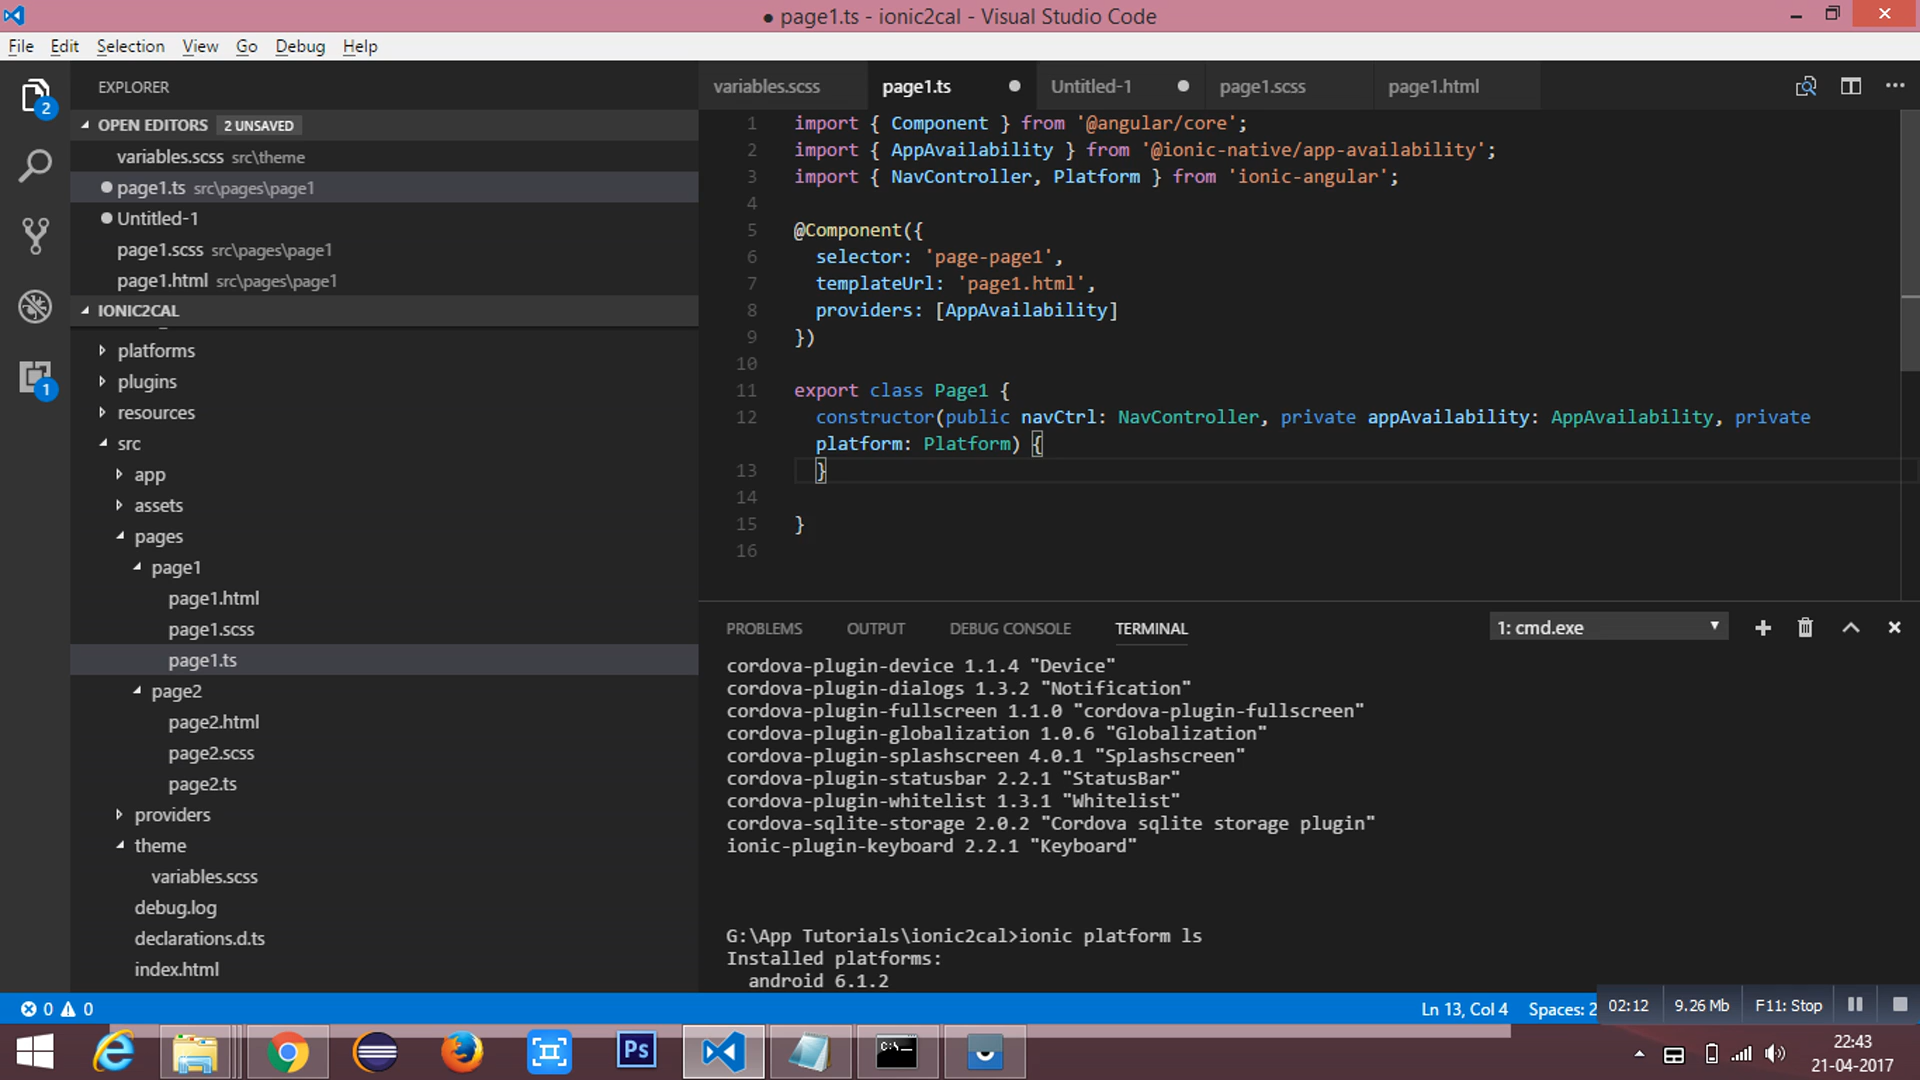 ● page1.ts - ionic2cal - Visual Studio Code
File Edit Selection View Go Debug Help
EXPLORER
2
OPEN EDITORS 2 UNSAVED
variables.scss src\theme
page1.ts src\pages\page1
Untitled-1
page1.scss src\pages\page1
page1.html src\pages\page1
IONIC2CAL
platforms
plugins
1
resources
src
app
assets
pages
page1
page1.html
page1.scss
page1.ts
page2
page2.html
page2.scss
page2.ts
providers
theme
variables.scss
debug.log
declarations.d.ts
index.html
variables.scss page1.ts Untitled-1 page1.scss page1.html
1 import { Component } from '@angular/core';
2 import { AppAvailability } from '@ionic-native/app-availability';
3 import { NavController, Platform } from 'ionic-angular';
4
5 @Component({
6 selector: 'page-page1',
7 templateUrl: 'page1.html',
8 providers: [AppAvailability]
9 })
10
11 export class Page1 {
12 constructor(public navCtrl: NavController, private appAvailability: AppAvailability, private
platform: Platform) {
13 }
14
15 }
16
PROBLEMS OUTPUT DEBUG CONSOLE TERMINAL 1: cmd.exe
cordova-plugin-device 1.1.4 "Device"
cordova-plugin-dialogs 1.3.2 "Notification"
cordova-plugin-fullscreen 1.1.0 "cordova-plugin-fullscreen"
cordova-plugin-globalization 1.0.6 "Globalization"
cordova-plugin-splashscreen 4.0.1 "Splashscreen"
cordova-plugin-statusbar 2.2.1 "StatusBar"
cordova-plugin-whitelist 1.3.1 "Whitelist"
cordova-sqlite-storage 2.0.2 "Cordova sqlite storage plugin"
ionic-plugin-keyboard 2.2.1 "Keyboard"
G:\App Tutorials\ionic2cal>ionic platform ls
Installed platforms:
android 6.1.2
0 0 Ln 13, Col 4 Spaces: 2 02:12 9.26 Mb F11: Stop
Ps
C:\
22:43
21-04-2017